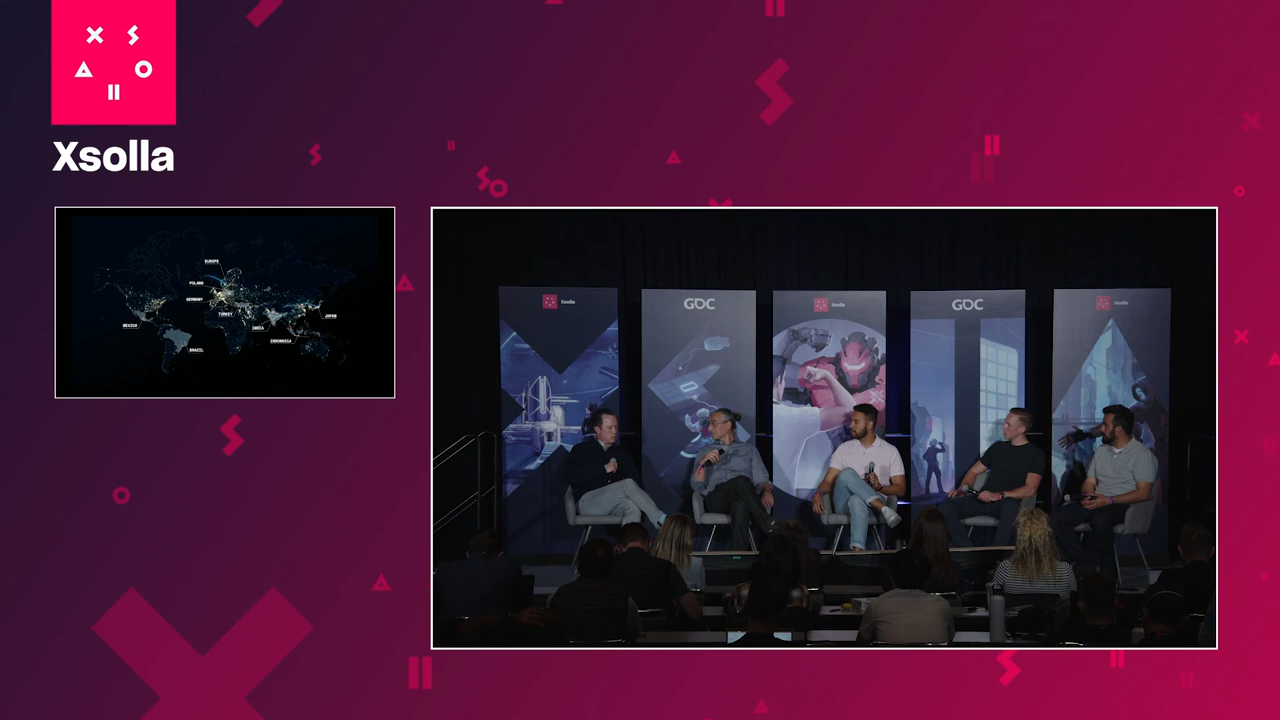 Xsolla
EUROPE
POLAND
GERMANY
TURKEY
MEXICO
INDIA
JAPAN
INDONESIA
BRAZIL
Xsolla
GDC
Xsolla
GDC
Xsolla